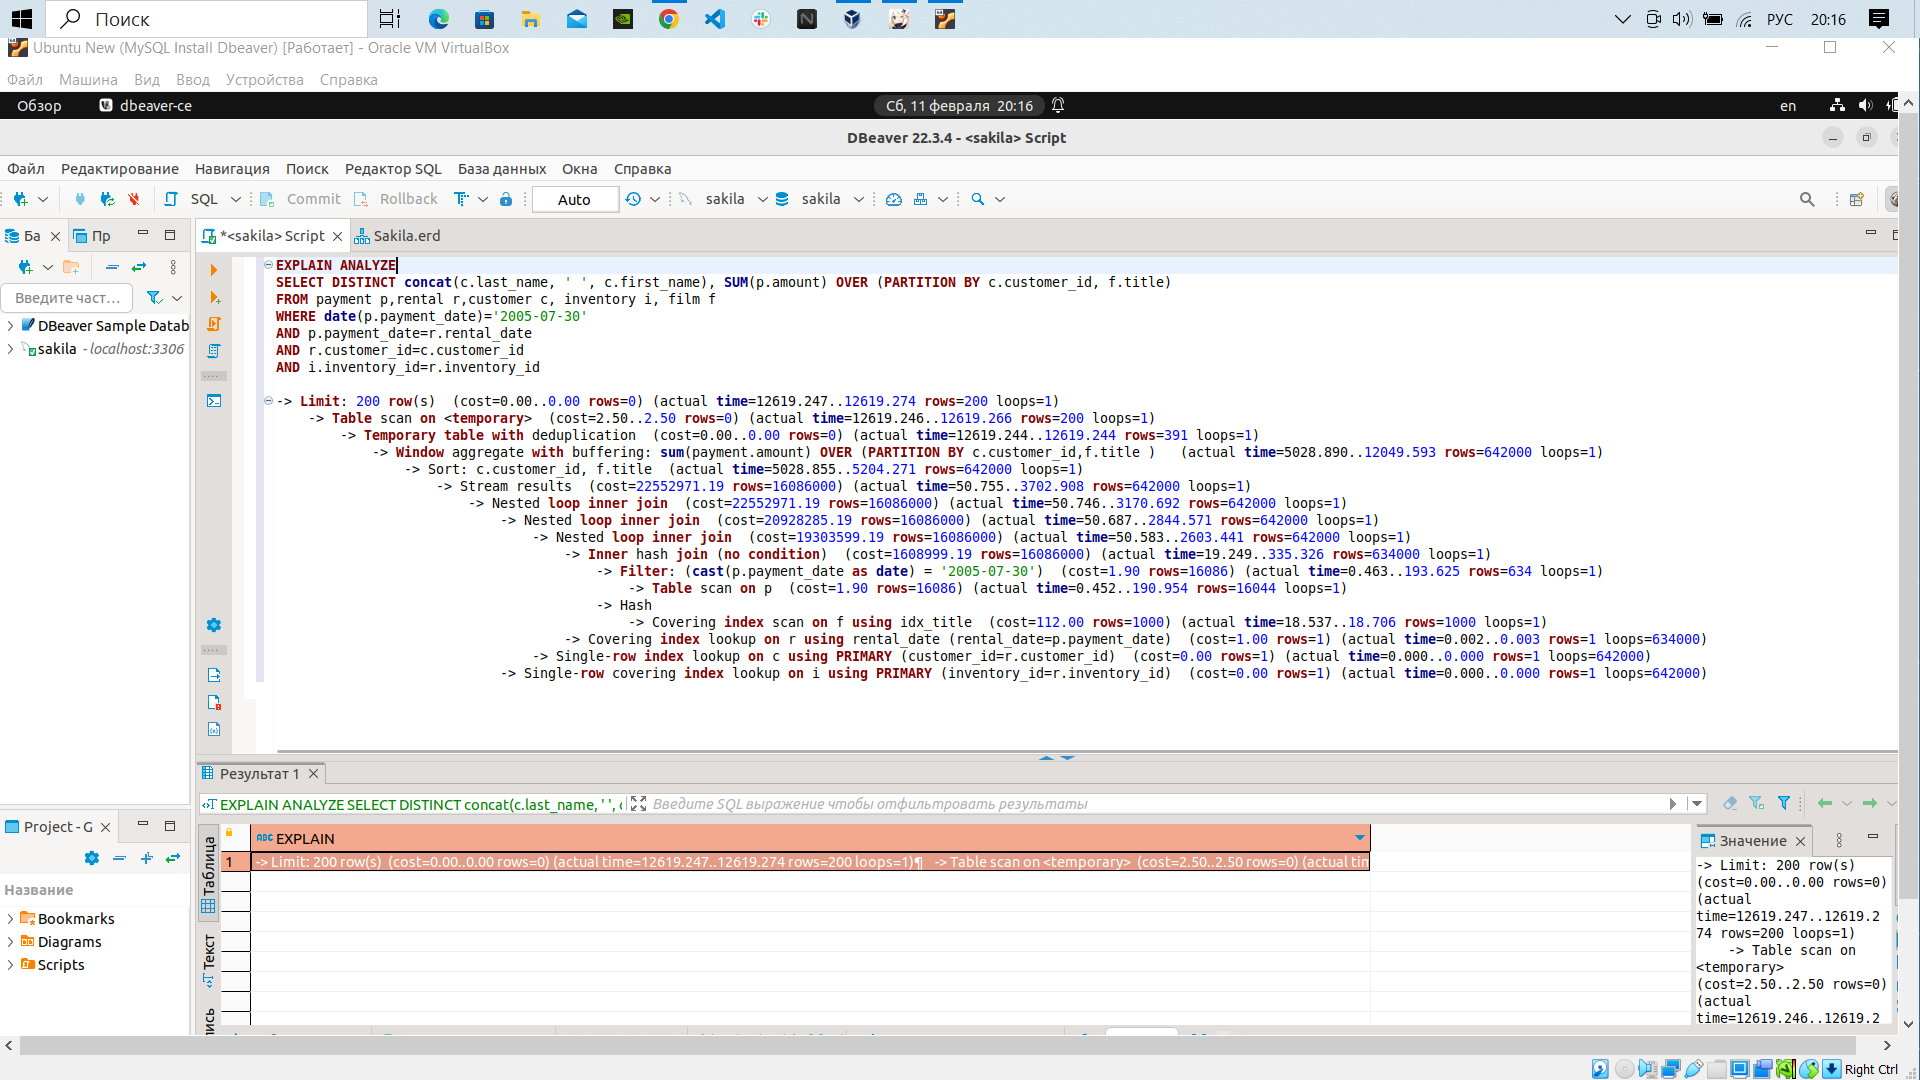 Поиск
РУС
20:16
Ubuntu New (MySQL Install Dbeaver) [Работает] - Oracle VM VirtualBox
Файл Машина Вид Ввод Устройства Справка
Обзор dbeaver-ce Сб, 11 февраля 20:16 en
DBeaver 22.3.4 - <sakila> Script
Файл Редактирование Навигация Поиск Редактор SQL База данных Окна Справка
SQL Commit Rollback Auto sakila sakila
Ба Пр *<sakila> Script Sakila.erd
Введите част...
DBeaver Sample Datab
sakila - localhost:3306
EXPLAIN ANALYZE
SELECT DISTINCT concat(c.last_name, ' ', c.first_name), SUM(p.amount) OVER (PARTITION BY c.customer_id, f.title)
FROM payment p,rental r,customer c, inventory i, film f
WHERE date(p.payment_date)='2005-07-30'
AND p.payment_date=r.rental_date
AND r.customer_id=c.customer_id
AND i.inventory_id=r.inventory_id
-> Limit: 200 row(s)  (cost=0.00..0.00 rows=0) (actual time=12619.247..12619.274 rows=200 loops=1)
-> Table scan on <temporary>  (cost=2.50..2.50 rows=0) (actual time=12619.246..12619.266 rows=200 loops=1)
-> Temporary table with deduplication  (cost=0.00..0.00 rows=0) (actual time=12619.244..12619.244 rows=391 loops=1)
-> Window aggregate with buffering: sum(payment.amount) OVER (PARTITION BY c.customer_id,f.title )   (actual time=5028.890..12049.593 rows=642000 loops=1)
-> Sort: c.customer_id, f.title  (actual time=5028.855..5204.271 rows=642000 loops=1)
-> Stream results  (cost=22552971.19 rows=16086000) (actual time=50.755..3702.908 rows=642000 loops=1)
-> Nested loop inner join  (cost=22552971.19 rows=16086000) (actual time=50.746..3170.692 rows=642000 loops=1)
-> Nested loop inner join  (cost=20928285.19 rows=16086000) (actual time=50.687..2844.571 rows=642000 loops=1)
-> Nested loop inner join  (cost=19303599.19 rows=16086000) (actual time=50.583..2603.441 rows=642000 loops=1)
-> Inner hash join (no condition)  (cost=1608999.19 rows=16086000) (actual time=19.249..335.326 rows=634000 loops=1)
-> Filter: (cast(p.payment_date as date) = '2005-07-30')  (cost=1.90 rows=16086) (actual time=0.463..193.625 rows=634 loops=1)
-> Table scan on p  (cost=1.90 rows=16086) (actual time=0.452..190.954 rows=16044 loops=1)
-> Hash
-> Covering index scan on f using idx_title  (cost=112.00 rows=1000) (actual time=18.537..18.706 rows=1000 loops=1)
-> Covering index lookup on r using rental_date (rental_date=p.payment_date)  (cost=1.00 rows=1) (actual time=0.002..0.003 rows=1 loops=634000)
-> Single-row index lookup on c using PRIMARY (customer_id=r.customer_id)  (cost=0.00 rows=1) (actual time=0.000..0.000 rows=1 loops=642000)
-> Single-row covering index lookup on i using PRIMARY (inventory_id=r.inventory_id)  (cost=0.00 rows=1) (actual time=0.000..0.000 rows=1 loops=642000)
Результат 1
EXPLAIN ANALYZE SELECT DISTINCT concat(c.last_name, ' ', c Введите SQL выражение чтобы отфильтровать результаты
Project - G
Название
Bookmarks
Diagrams
Scripts
Таблица
Текст
ABC EXPLAIN
1 -> Limit: 200 row(s)  (cost=0.00..0.00 rows=0) (actual time=12619.247..12619.274 rows=200 loops=1)¶   -> Table scan on <temporary>  (cost=2.50..2.50 rows=0) (actual tim
Значение
-> Limit: 200 row(s)
(cost=0.00..0.00 rows=0)
(actual
time=12619.247..12619.2
74 rows=200 loops=1)
-> Table scan on
<temporary>
(cost=2.50..2.50 rows=0)
(actual
time=12619.246..12619.2
Right Ctrl